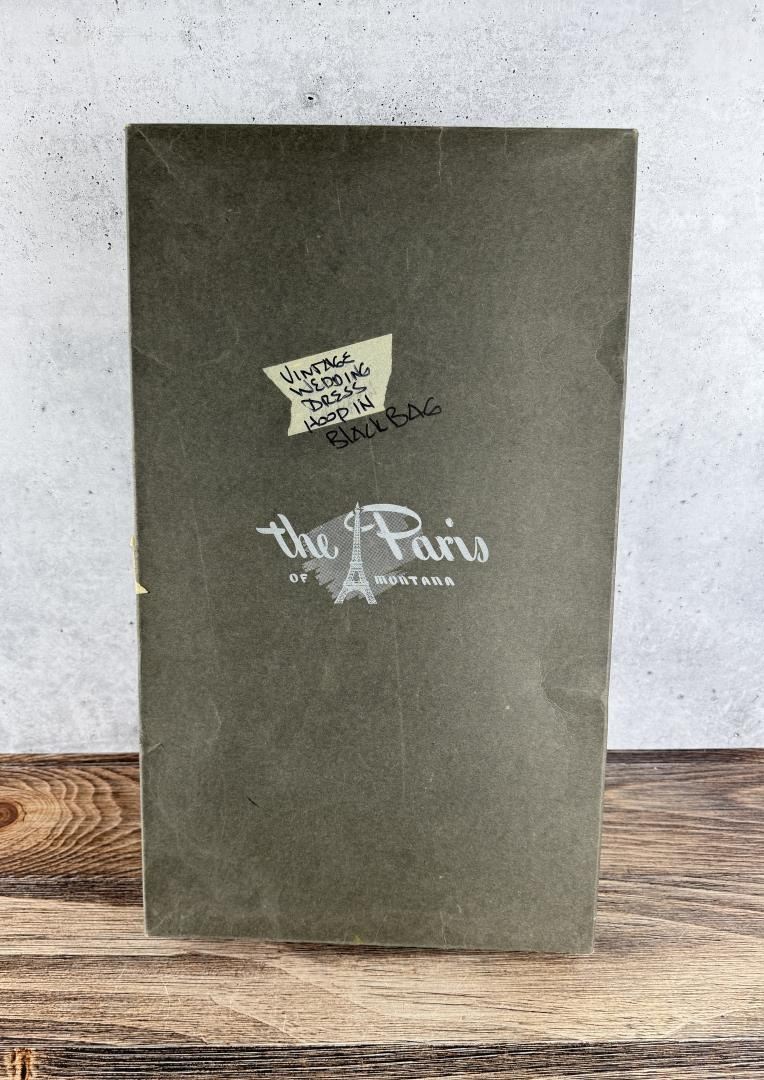 VINTAGE
WEDDING
DRESS
HOOP IN
BLACK BAG
the Paris
OF MONTANA